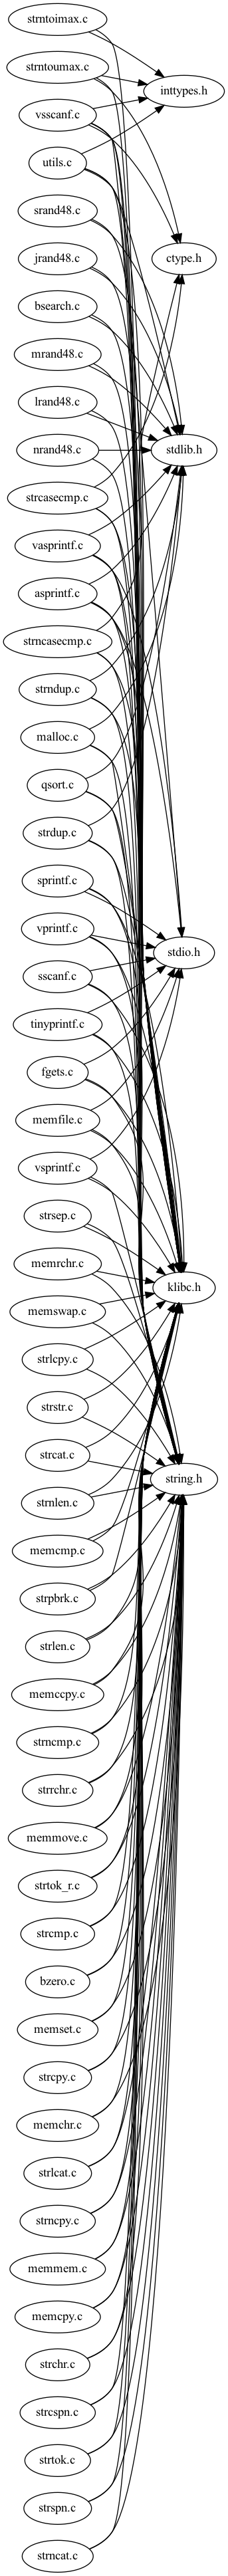 strntoimax.c
strntoumax.c
inttypes.h
vsscanf.c
utils.c
srand48.c
jrand48.c
ctype.h
bsearch.c
mrand48.c
lrand48.c
nrand48.c
stdlib.h
strcasecmp.c
vasprintf.c
asprintf.c
strncasecmp.c
strndup.c
malloc.c
qsort.c
strdup.c
sprintf.c
vprintf.c
stdio.h
sscanf.c
tinyprintf.c
fgets.c
memfile.c
vsprintf.c
strsep.c
memrchr.c
klibc.h
memswap.c
strlcpy.c
strstr.c
strcat.c
string.h
strnlen.c
memcmp.c
strpbrk.c
strlen.c
memccpy.c
strncmp.c
strrchr.c
memmove.c
strtok_r.c
strcmp.c
bzero.c
memset.c
strcpy.c
memchr.c
strlcat.c
strncpy.c
memmem.c
memcpy.c
strchr.c
strcspn.c
strtok.c
strspn.c
strncat.c